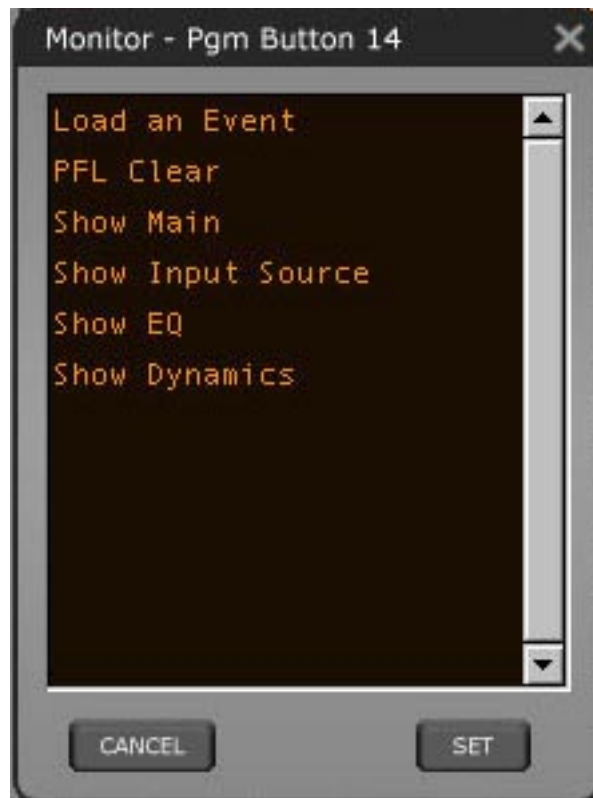 Monitor - Pgm Button 14
Load an Event
PFL Clear
Show Main
Show Input Source
Show EQ
Show Dynamics
CANCEL SET